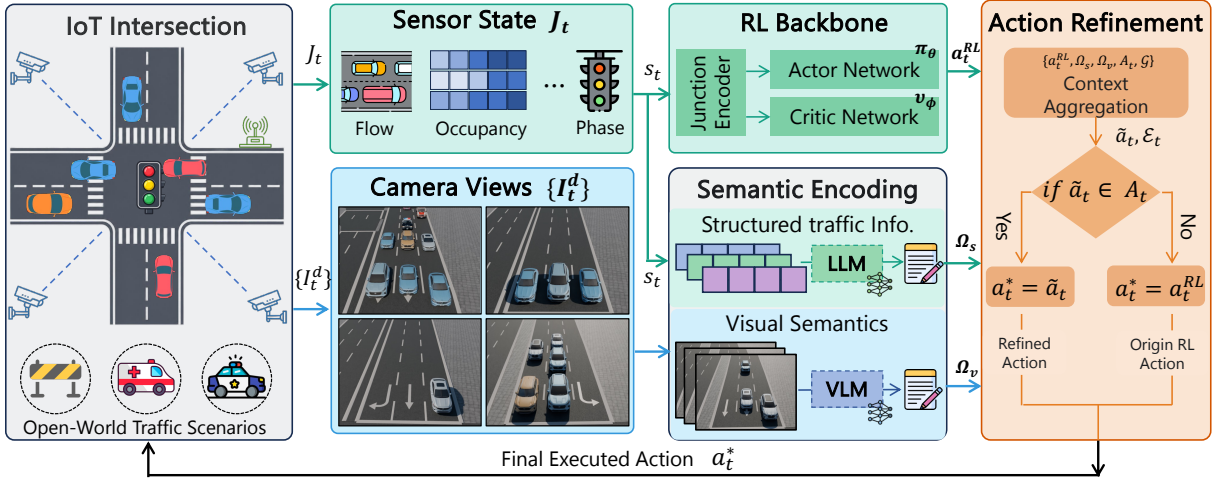 IoT Intersection
Open-World Traffic Scenarios
J_t
{I_t^d}
Sensor State J_t
Flow
Occupancy
...
Phase
Camera Views {I_t^d}
s_t
s_t
RL Backbone
Junction
Encoder
Actor Network
π_θ
Critic Network
υ_ϕ
Semantic Encoding
Structured traffic Info.
LLM
Visual Semantics
VLM
a_t^{RL}
Ω_s
Ω_v
Action Refinement
{a_t^{RL}, Ω_s, Ω_v, A_t, 𝒢}
Context
Aggregation
ã_t, ℰ_t
if ã_t ∈ A_t
Yes
No
a_t^* = ã_t
a_t^* = a_t^{RL}
Refined
Action
Origin RL
Action
Final Executed Action a_t^*